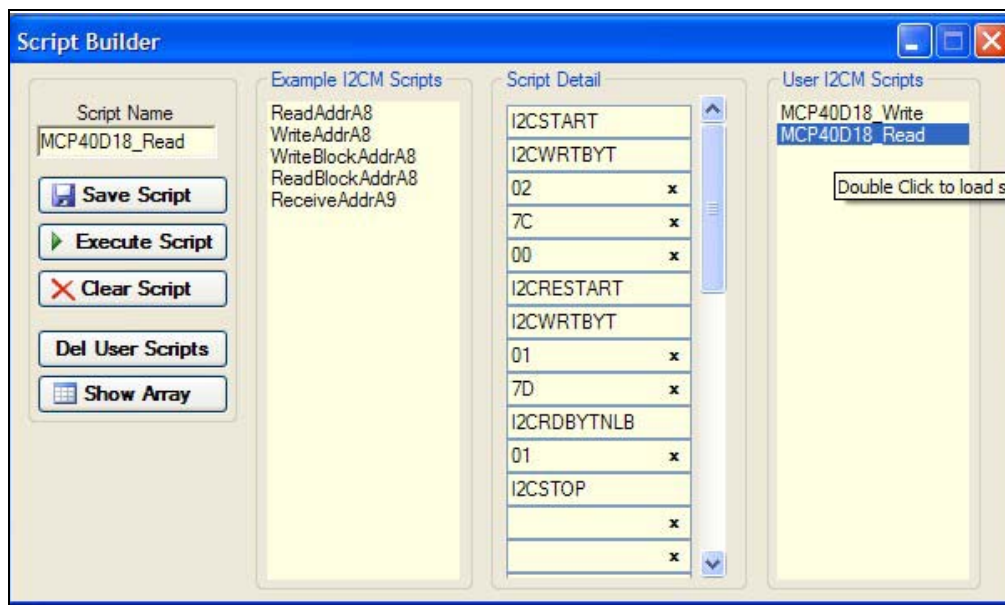 Script Builder
Script Name
MCP40D18_Read
Save Script
Execute Script
Clear Script
Del User Scripts
Show Array
Example I2CM Scripts
ReadAddrA8
WriteAddrA8
WriteBlockAddrA8
ReadBlockAddrA8
ReceiveAddrA9
Script Detail
I2CSTART
I2CWRTBYT
02 x
7C x
00 x
I2CRESTART
I2CWRTBYT
01 x
7D x
I2CRDBYTNLB
01 x
I2CSTOP
x
x
User I2CM Scripts
MCP40D18_Write
MCP40D18_Read
Double Click to load s